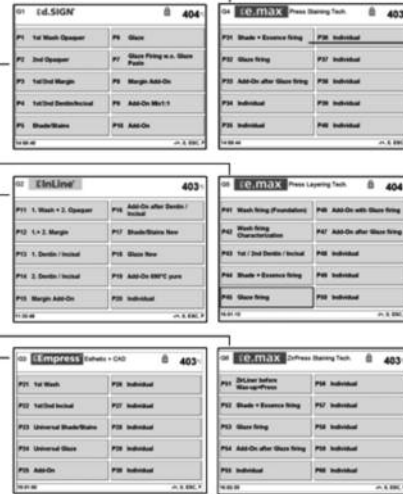 d.SIGN 404
P1 1st Wash Opaquer P6 Glaze
P2 2nd Opaquer P7 Glaze Firing w.o. Glaze Paste
P3 1st/2nd Margin P8 Margin Add-On
P4 1st/2nd Dentin/Incisal P9 Add-On Mix1:1
P5 Shade/Stains P10 Add-On
G4 e.max Press Staining Tech. 403
P31 Shade + Essence firing P36 Individual
P32 Glaze firing P37 Individual
P33 Add-On after Glaze firing P38 Individual
P34 Individual P39 Individual
P35 Individual P40 Individual
G2 InLine 403
P11 1. Wash + 2. Opaquer P16 Add-On after Dentin / Incisal
P12 1.+ 2. Margin P17 Shade/Stains New
P13 1. Dentin / Incisal P18 Glaze New
P14 2. Dentin / Incisal P19 Add-On 690°C pure
P15 Margin Add-On P20 Individual
G5 e.max Press Layering Tech. 404
P41 Wash firing (Foundation) P46 Add-On with Glaze firing
P42 Wash firing Characterization P47 Add-On after Glaze firing
P43 1st / 2nd Dentin / Incisal P48 Individual
P44 Shade + Essence firing P49 Individual
P45 Glaze firing P50 Individual
G3 Empress Esthetic + CAD 403
P21 1st Wash P26 Individual
P22 1st/2nd Incisal P27 Individual
P23 Universal Shade/Stains P28 Individual
P24 Universal Glaze P29 Individual
P25 Add-On P30 Individual
G6 e.max ZirPress Staining Tech. 403
P51 ZirLiner before Wax-up+Press P56 Individual
P52 Shade + Essence firing P57 Individual
P53 Glaze firing P58 Individual
P54 Add-On after Glaze firing P59 Individual
P55 Individual P60 Individual